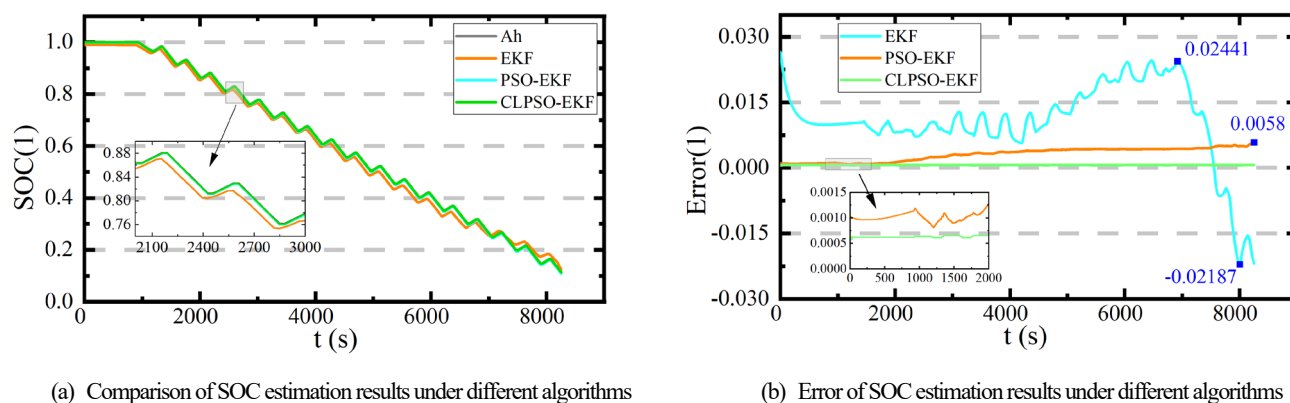 1.0
0.8
0.6
0.4
0.2
0.0
SOC(1)
Ah
EKF
PSO-EKF
CLPSO-EKF
0.88
0.84
0.80
0.76
2100 2400 2700 3000
0 2000 4000 6000 8000
t (s)
(a) Comparison of SOC estimation results under different algorithms
0.030
0.015
0.000
-0.015
-0.030
Error(1)
EKF
PSO-EKF
CLPSO-EKF
0.02441
0.0058
-0.02187
0.0015
0.0010
0.0005
0.0000
0 500 1000 1500 2000
0 2000 4000 6000 8000
t (s)
(b) Error of SOC estimation results under different algorithms